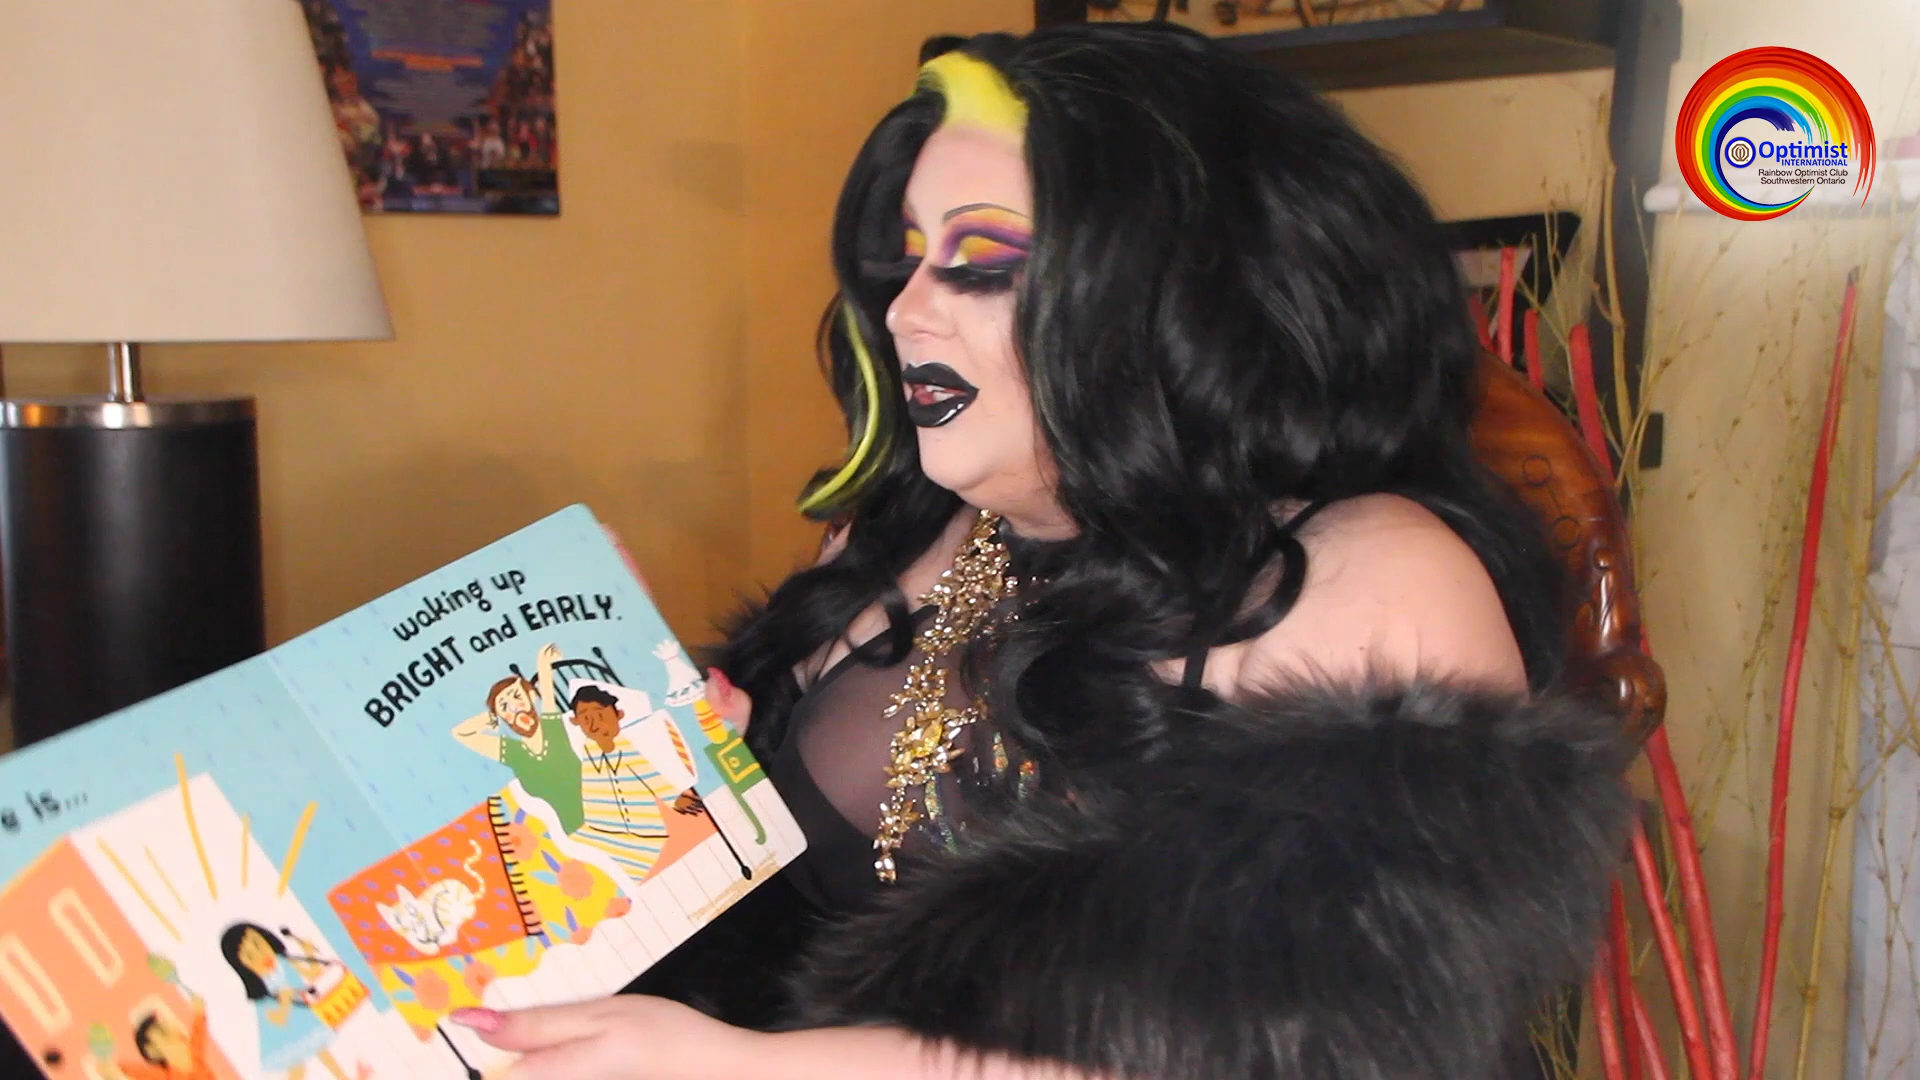 Optimist
INTERNATIONAL
Rainbow Optimist Club
Southwestern Ontario
waking up
BRIGHT and EARLY.
is...